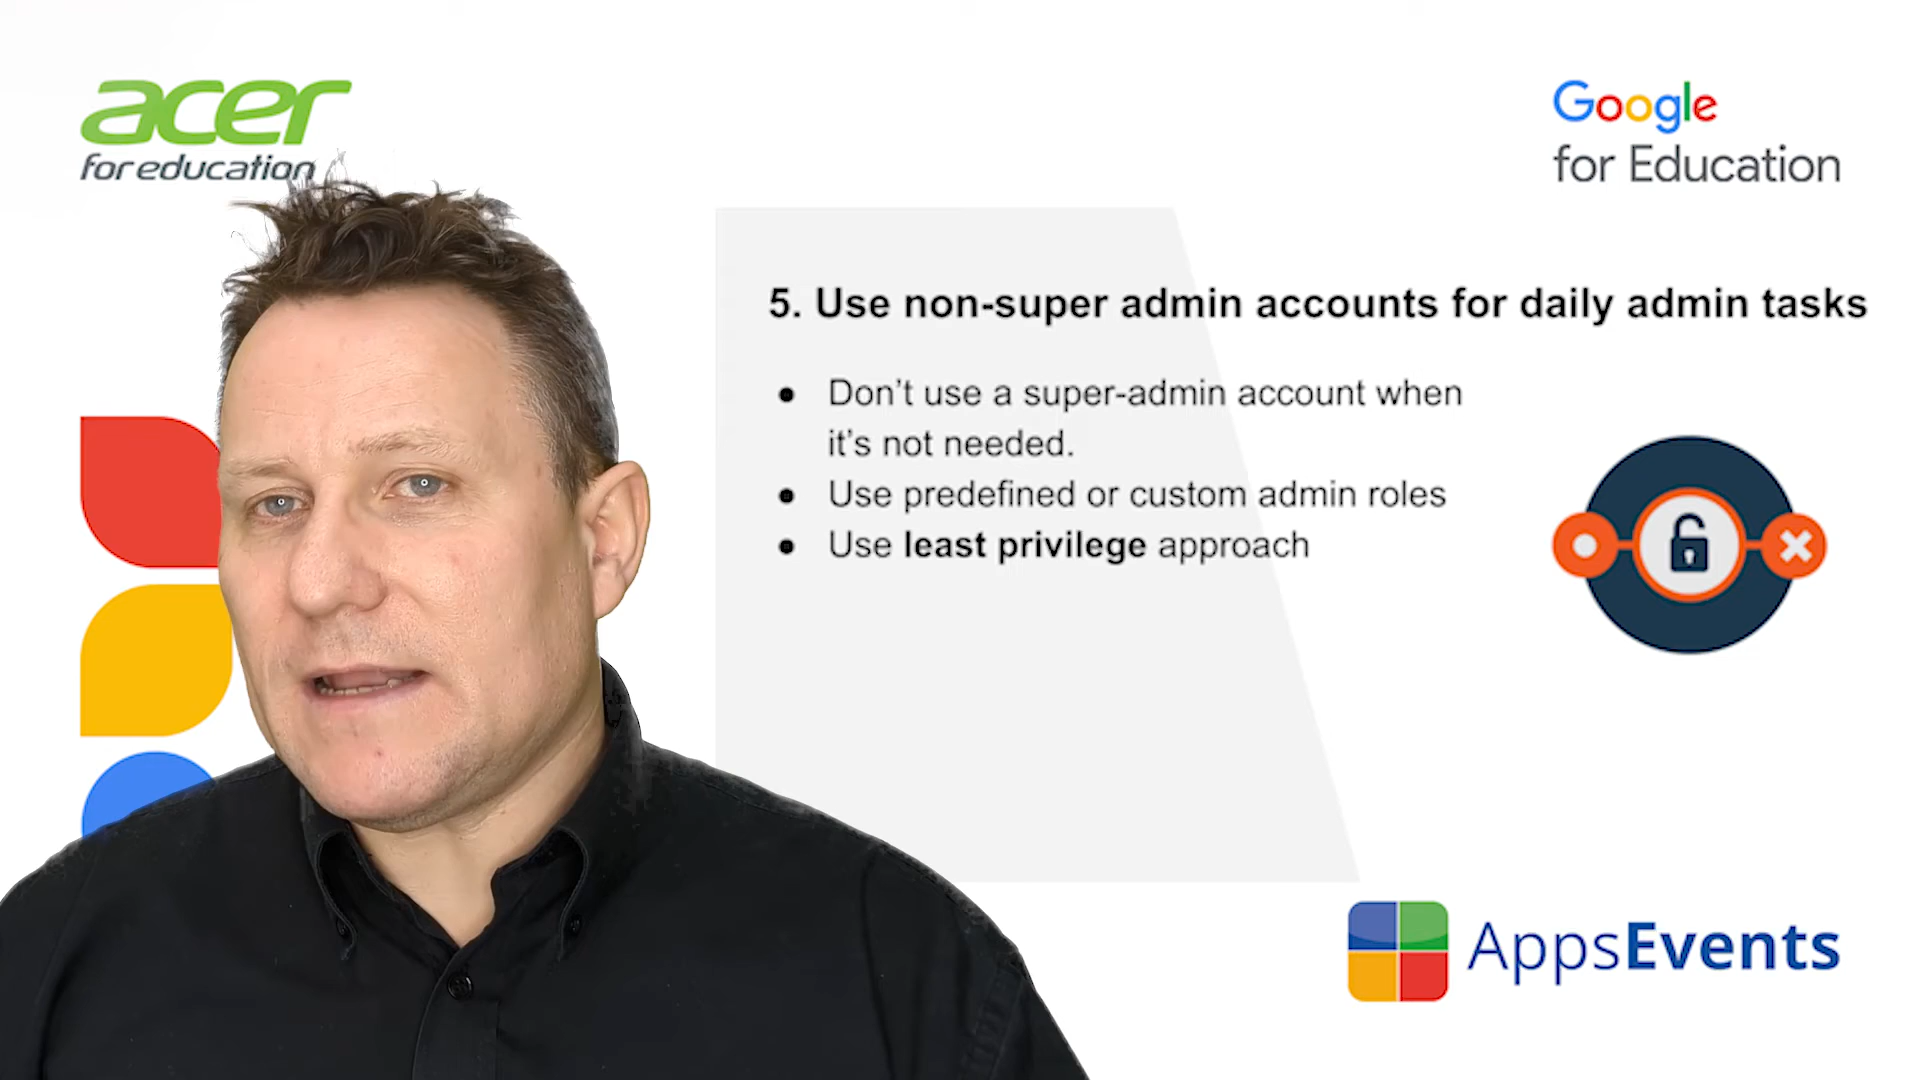 acer
for education
Google
for Education
5. Use non-super admin accounts for daily admin tasks
● Don't use a super-admin account when
it's not needed.
● Use predefined or custom admin roles
● Use least privilege approach
AppsEvents